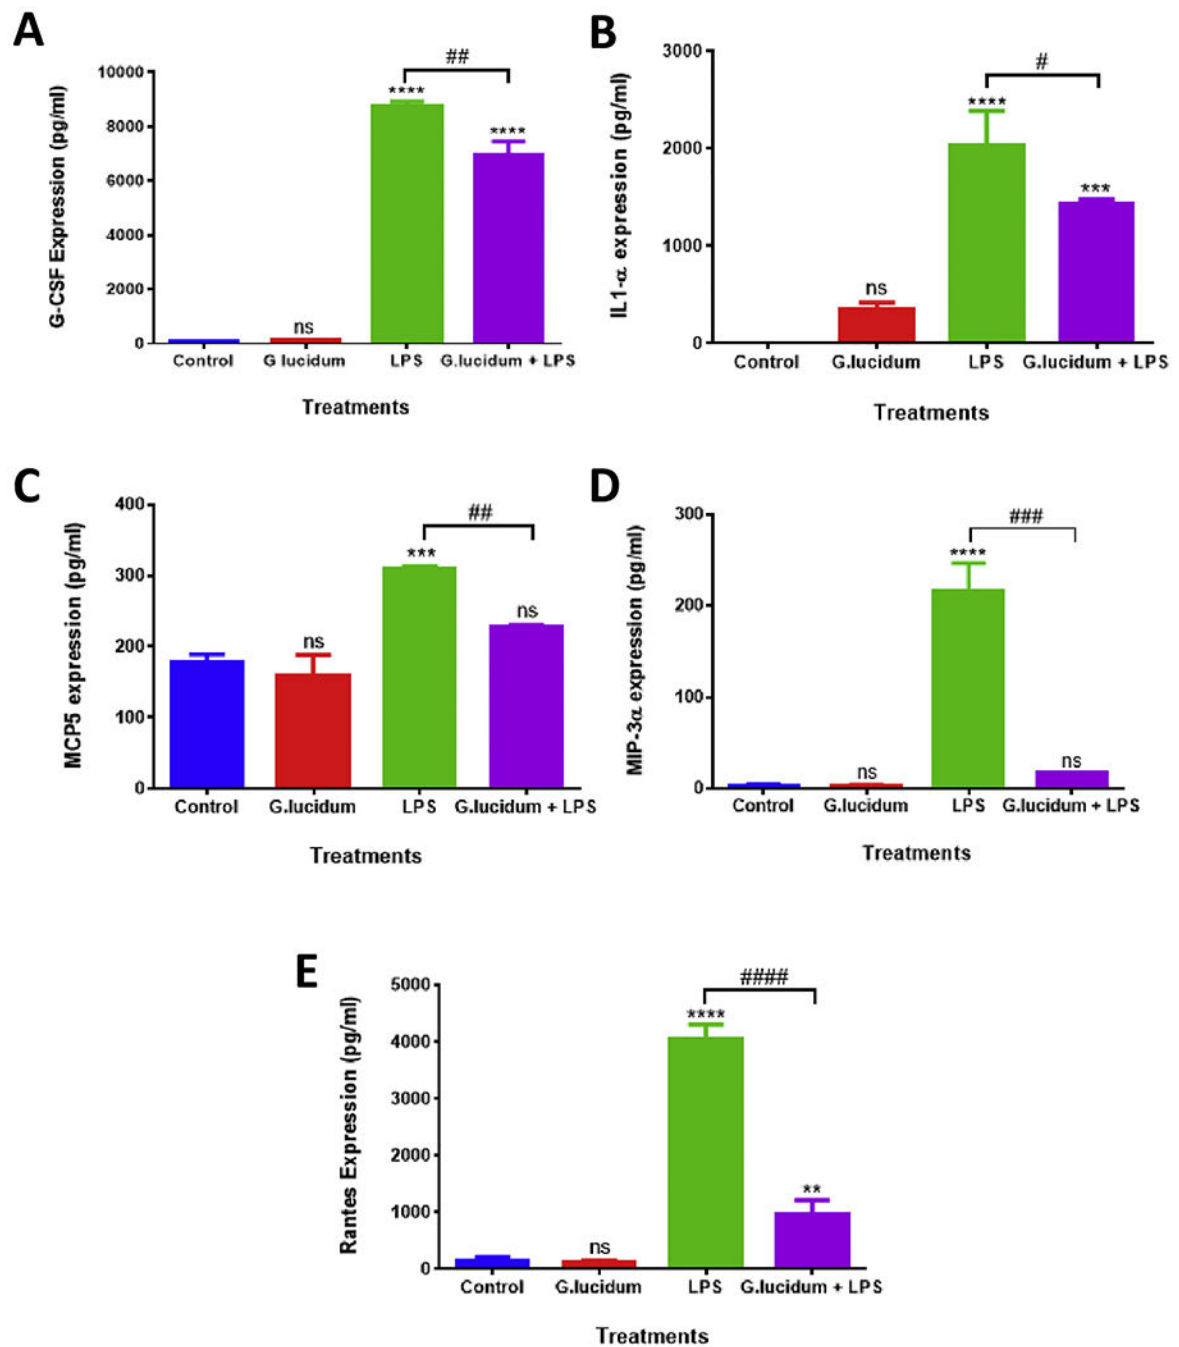 A
G-CSF Expression (pg/ml)
10000
8000
6000
4000
2000
0
##
****
****
ns
Control
G lucidum
LPS
G.lucidum + LPS
Treatments
B
IL1-α expression (pg/ml)
3000
2000
1000
0
#
****
***
ns
Control
G.lucidum
LPS
G.lucidum + LPS
Treatments
C
MCP5 expression (pg/ml)
400
300
200
100
0
##
***
ns
ns
Control
G.lucidum
LPS
G.lucidum + LPS
Treatments
D
MIP-3α expression (pg/ml)
300
200
100
0
###
****
ns
ns
Control
G.lucidum
LPS
G.lucidum + LPS
Treatments
E
Rantes Expression (pg/ml)
5000
4000
3000
2000
1000
0
####
****
**
ns
Control
G.lucidum
LPS
G.lucidum + LPS
Treatments